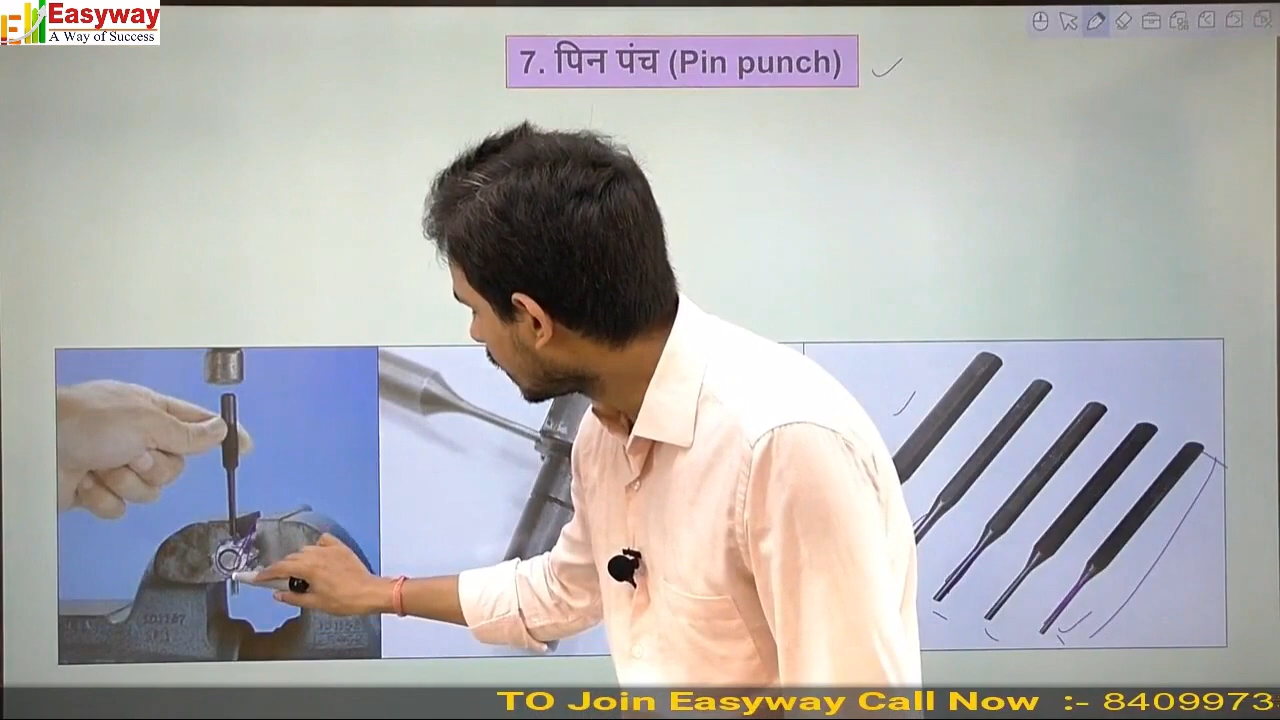 Easyway
A Way of Success
7. पिन पंच (Pin punch)
TO Join Easyway Call Now :- 8409973